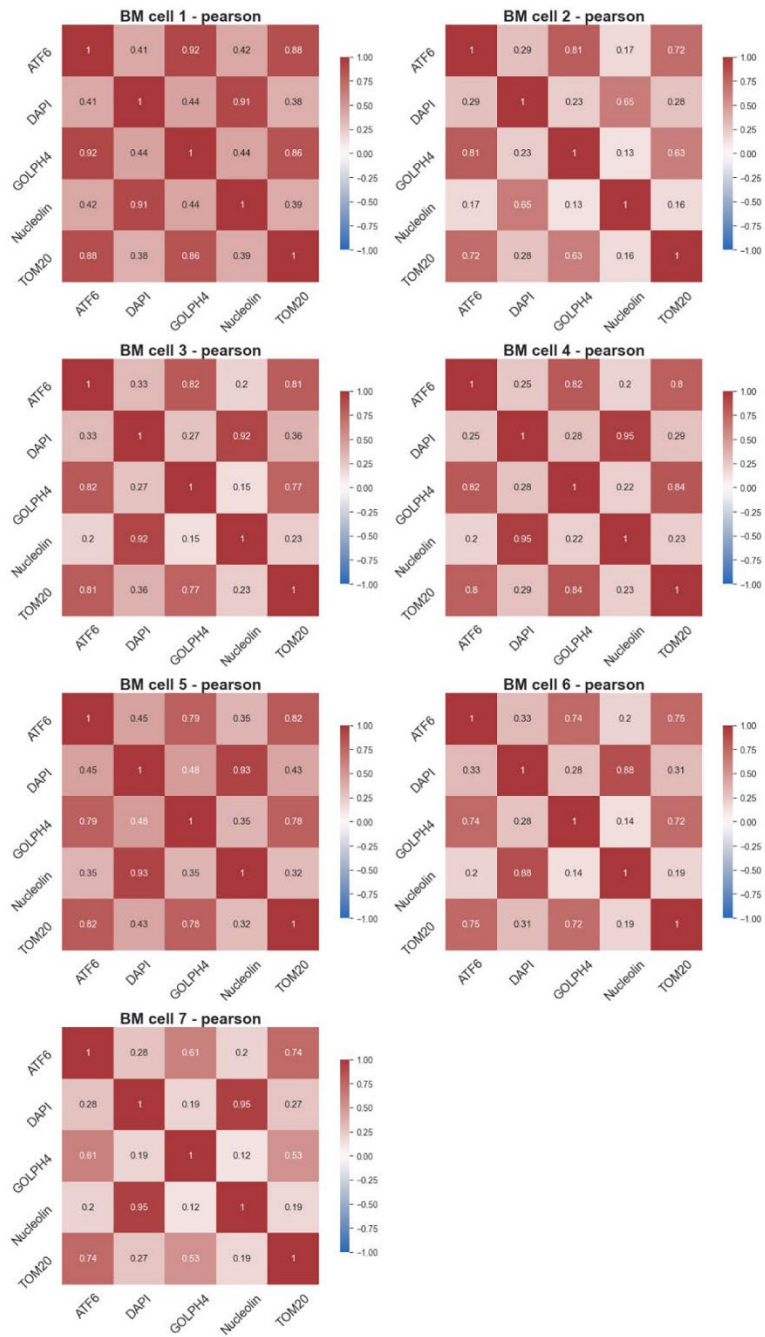 BM cell 1 - pearson
ATF6 1 0.41 0.92 0.42 0.88
DAPI 0.41 1 0.44 0.91 0.38
GOLPH4 0.92 0.44 1 0.44 0.86
Nucleolin 0.42 0.91 0.44 1 0.39
TOM20 0.88 0.38 0.86 0.39 1
ATF6 DAPI GOLPH4 Nucleolin TOM20
1.00
0.75
0.50
0.25
0.00
−0.25
−0.50
−0.75
−1.00
BM cell 2 - pearson
ATF6 1 0.29 0.81 0.17 0.72
DAPI 0.29 1 0.23 0.65 0.28
GOLPH4 0.81 0.23 1 0.13 0.63
Nucleolin 0.17 0.65 0.13 1 0.16
TOM20 0.72 0.28 0.63 0.16 1
ATF6 DAPI GOLPH4 Nucleolin TOM20
1.00
0.75
0.50
0.25
0.00
−0.25
−0.50
−0.75
−1.00
BM cell 3 - pearson
ATF6 1 0.33 0.82 0.2 0.81
DAPI 0.33 1 0.27 0.92 0.36
GOLPH4 0.82 0.27 1 0.15 0.77
Nucleolin 0.2 0.92 0.15 1 0.23
TOM20 0.81 0.36 0.77 0.23 1
ATF6 DAPI GOLPH4 Nucleolin TOM20
1.00
0.75
0.50
0.25
0.00
−0.25
−0.50
−0.75
−1.00
BM cell 4 - pearson
ATF6 1 0.25 0.82 0.2 0.8
DAPI 0.25 1 0.28 0.95 0.29
GOLPH4 0.82 0.28 1 0.22 0.84
Nucleolin 0.2 0.95 0.22 1 0.23
TOM20 0.8 0.29 0.84 0.23 1
ATF6 DAPI GOLPH4 Nucleolin TOM20
1.00
0.75
0.50
0.25
0.00
−0.25
−0.50
−0.75
−1.00
BM cell 5 - pearson
ATF6 1 0.45 0.79 0.35 0.82
DAPI 0.45 1 0.48 0.93 0.43
GOLPH4 0.79 0.48 1 0.35 0.78
Nucleolin 0.35 0.93 0.35 1 0.32
TOM20 0.82 0.43 0.78 0.32 1
ATF6 DAPI GOLPH4 Nucleolin TOM20
1.00
0.75
0.50
0.25
0.00
−0.25
−0.50
−0.75
−1.00
BM cell 6 - pearson
ATF6 1 0.33 0.74 0.2 0.75
DAPI 0.33 1 0.28 0.88 0.31
GOLPH4 0.74 0.28 1 0.14 0.72
Nucleolin 0.2 0.88 0.14 1 0.19
TOM20 0.75 0.31 0.72 0.19 1
ATF6 DAPI GOLPH4 Nucleolin TOM20
1.00
0.75
0.50
0.25
0.00
−0.25
−0.50
−0.75
−1.00
BM cell 7 - pearson
ATF6 1 0.28 0.61 0.2 0.74
DAPI 0.28 1 0.19 0.95 0.27
GOLPH4 0.61 0.19 1 0.12 0.53
Nucleolin 0.2 0.95 0.12 1 0.19
TOM20 0.74 0.27 0.53 0.19 1
ATF6 DAPI GOLPH4 Nucleolin TOM20
1.00
0.75
0.50
0.25
0.00
−0.25
−0.50
−0.75
−1.00